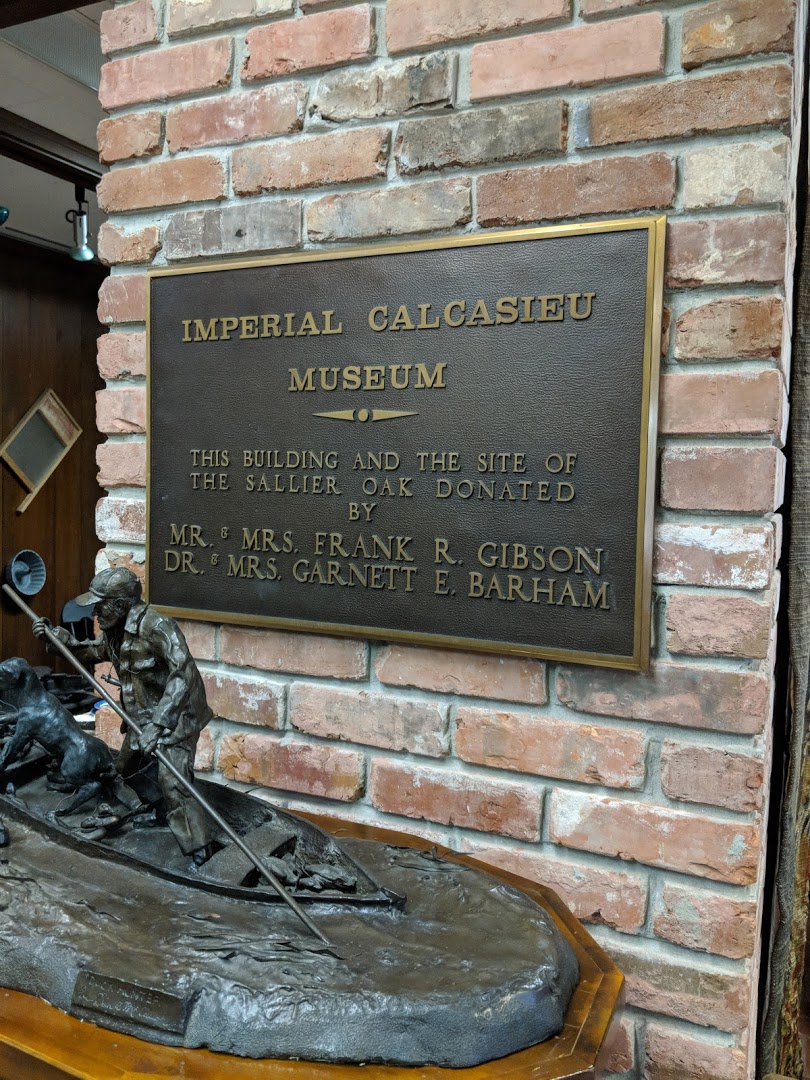 IMPERIAL CALCASIEU
MUSEUM
THIS BUILDING AND THE SITE OF
THE SALLIER OAK DONATED
BY
MR. & MRS. FRANK R. GIBSON
DR. & MRS. GARNETT E. BARHAM